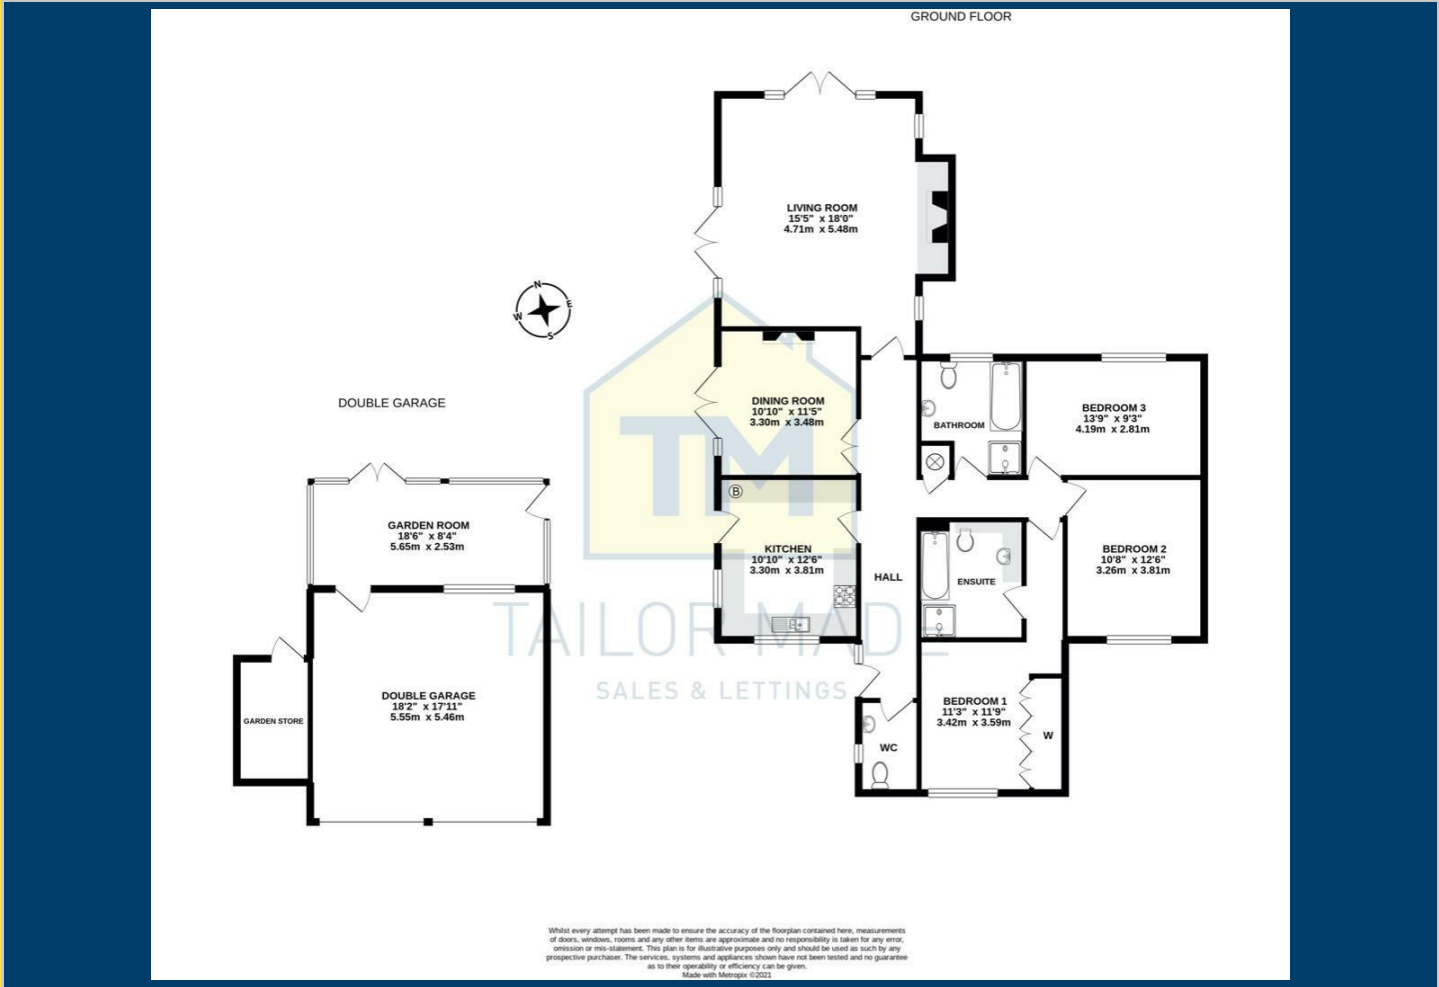 GROUND FLOOR
LIVING ROOM
15'5" x 18'0"
4.71m x 5.48m
N
E
W
S
DINING ROOM
10'10" x 11'5"
3.30m x 3.48m
BATHROOM
BEDROOM 3
13'9" x 9'3"
4.19m x 2.81m
DOUBLE GARAGE
TM
B
GARDEN ROOM
18'6" x 8'4"
5.65m x 2.53m
KITCHEN
10'10" x 12'6"
3.30m x 3.81m
HALL
ENSUITE
BEDROOM 2
10'8" x 12'6"
3.26m x 3.81m
TAILOR MADE
SALES & LETTINGS
DOUBLE GARAGE
18'2" x 17'11"
5.55m x 5.46m
GARDEN STORE
BEDROOM 1
11'3" x 11'9"
3.42m x 3.59m
W
WC
Whilst every attempt has been made to ensure the accuracy of the floorplan contained here, measurements
of doors, windows, rooms and any other items are approximate and no responsibility is taken for any error,
omission or mis-statement. This plan is for illustrative purposes only and should be used as such by any
prospective purchaser. The services, systems and appliances shown have not been tested and no guarantee
as to their operability or efficiency can be given.
Made with Metropix ©2021